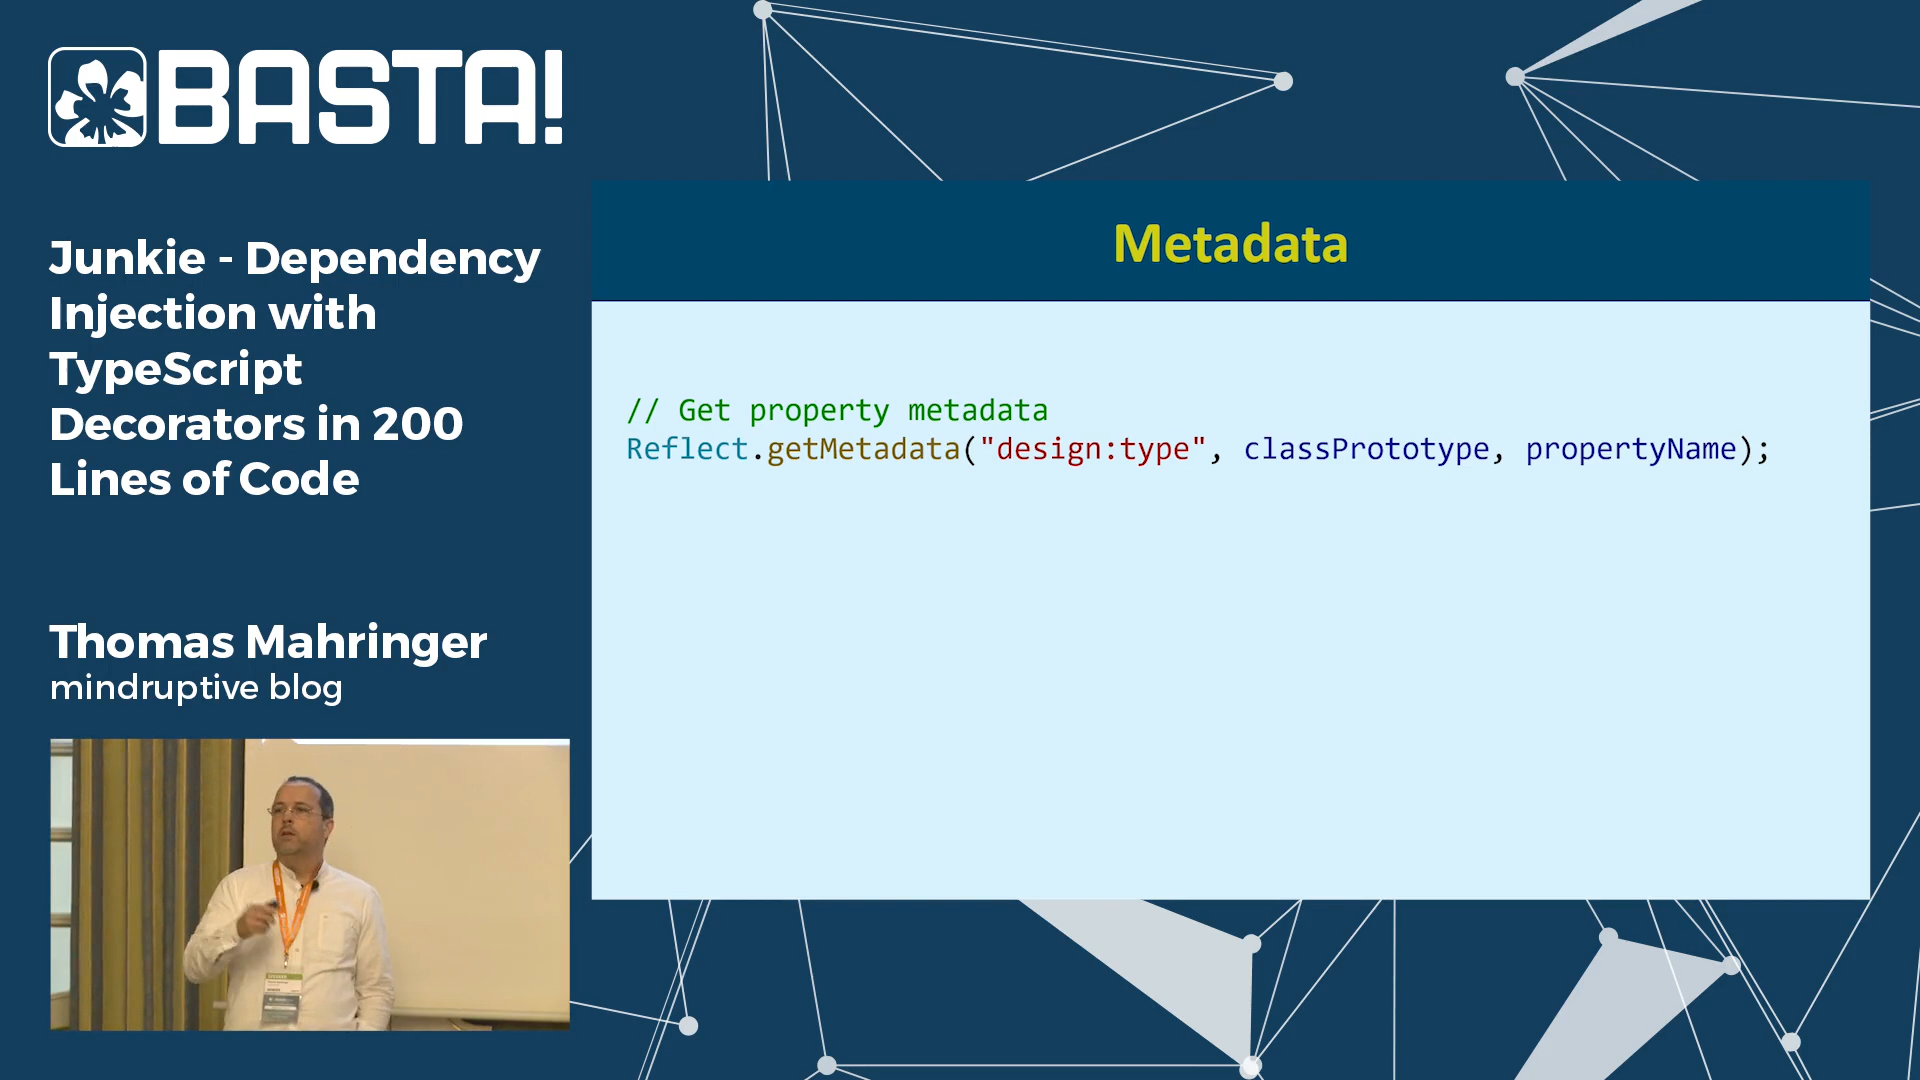 BASTA!
Junkie - Dependency
Injection with
TypeScript
Decorators in 200
Lines of Code
Thomas Mahringer
mindruptive blog
Metadata
// Get property metadata
Reflect.getMetadata("design:type", classPrototype, propertyName);